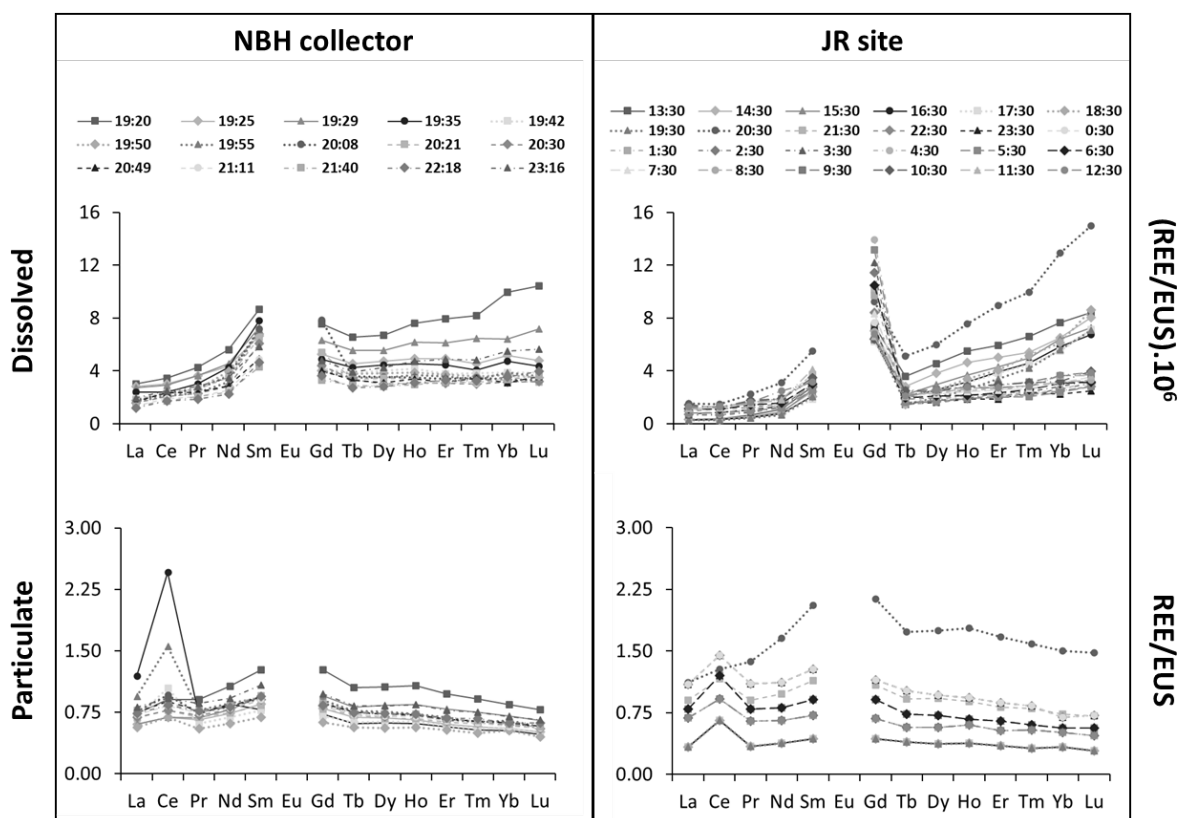 NBH collector
JR site
19:20 19:25 19:29 19:35 19:42
19:50 19:55 20:08 20:21 20:30
20:49 21:11 21:40 22:18 23:16
13:30 14:30 15:30 16:30 17:30 18:30
19:30 20:30 21:30 22:30 23:30 0:30
1:30 2:30 3:30 4:30 5:30 6:30
7:30 8:30 9:30 10:30 11:30 12:30
Dissolved
16
12
8
4
0
La Ce Pr Nd Sm Eu Gd Tb Dy Ho Er Tm Yb Lu
16
12
8
4
0
La Ce Pr Nd Sm Eu Gd Tb Dy Ho Er Tm Yb Lu
(REE/EUS).10⁶
Particulate
3.00
2.25
1.50
0.75
0.00
La Ce Pr Nd Sm Eu Gd Tb Dy Ho Er Tm Yb Lu
3.00
2.25
1.50
0.75
0.00
La Ce Pr Nd Sm Eu Gd Tb Dy Ho Er Tm Yb Lu
REE/EUS